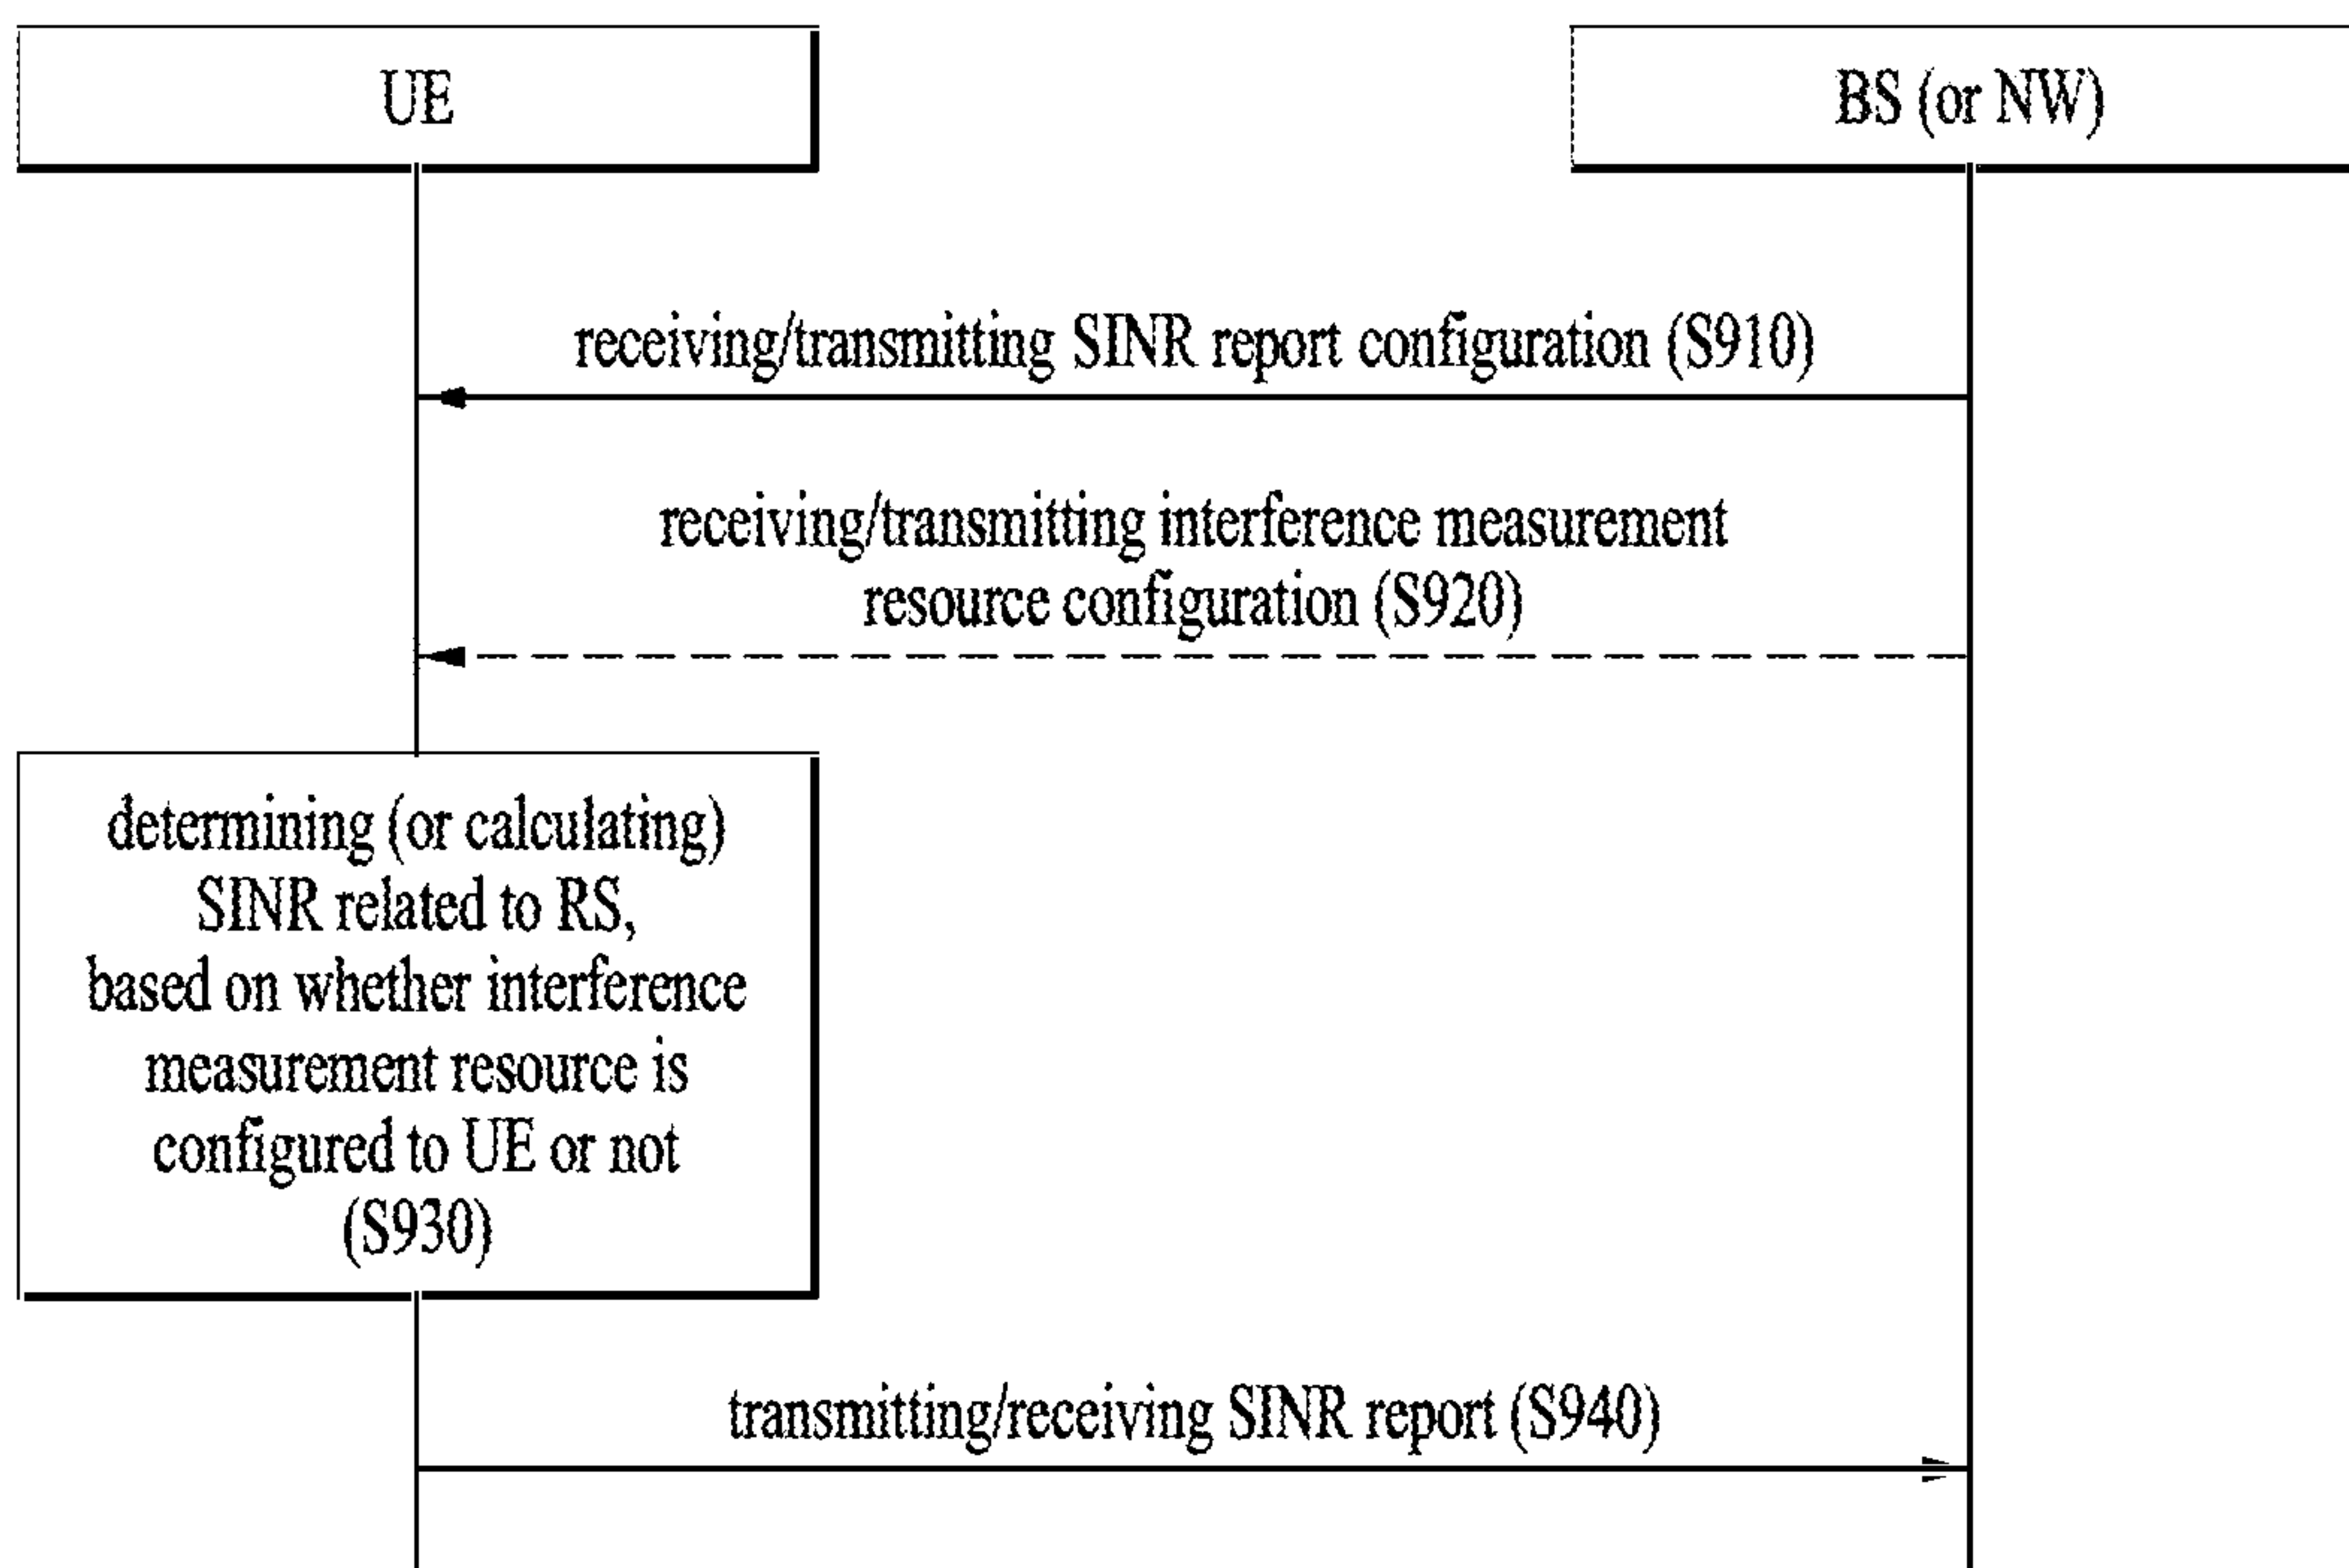 UE
BS (or NW)
receiving/transmitting SINR report configuration (S910)
receiving/transmitting interference measurement
resource configuration (S920)
determining (or calculating)
SINR related to RS,
based on whether interference
measurement resource is
configured to UE or not
(S930)
transmitting/receiving SINR report (S940)